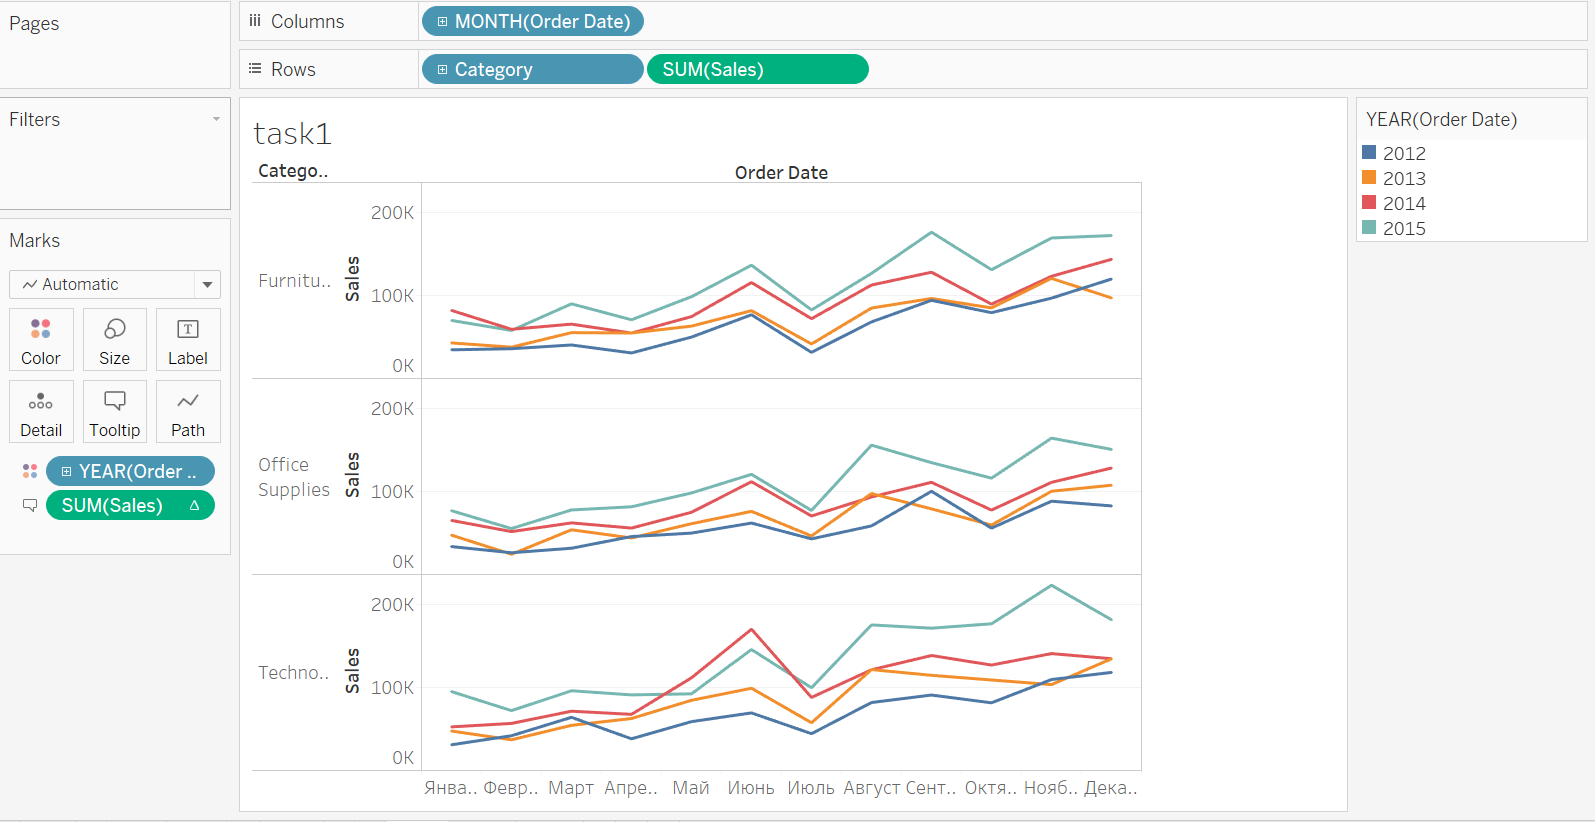 Pages
Columns
MONTH(Order Date)
Rows
Category
SUM(Sales)
Filters
Marks
Automatic
Color
Size
Label
Detail
Tooltip
Path
YEAR(Order ..
SUM(Sales) Δ
task1
Catego..
Order Date
Furnitu..
Sales
200K
100K
0K
Office
Supplies
Sales
200K
100K
0K
Techno..
Sales
200K
100K
0K
Янва.. Февр.. Март Апре.. Май Июнь Июль Август Сент.. Октя.. Нояб.. Дека..
YEAR(Order Date)
2012
2013
2014
2015